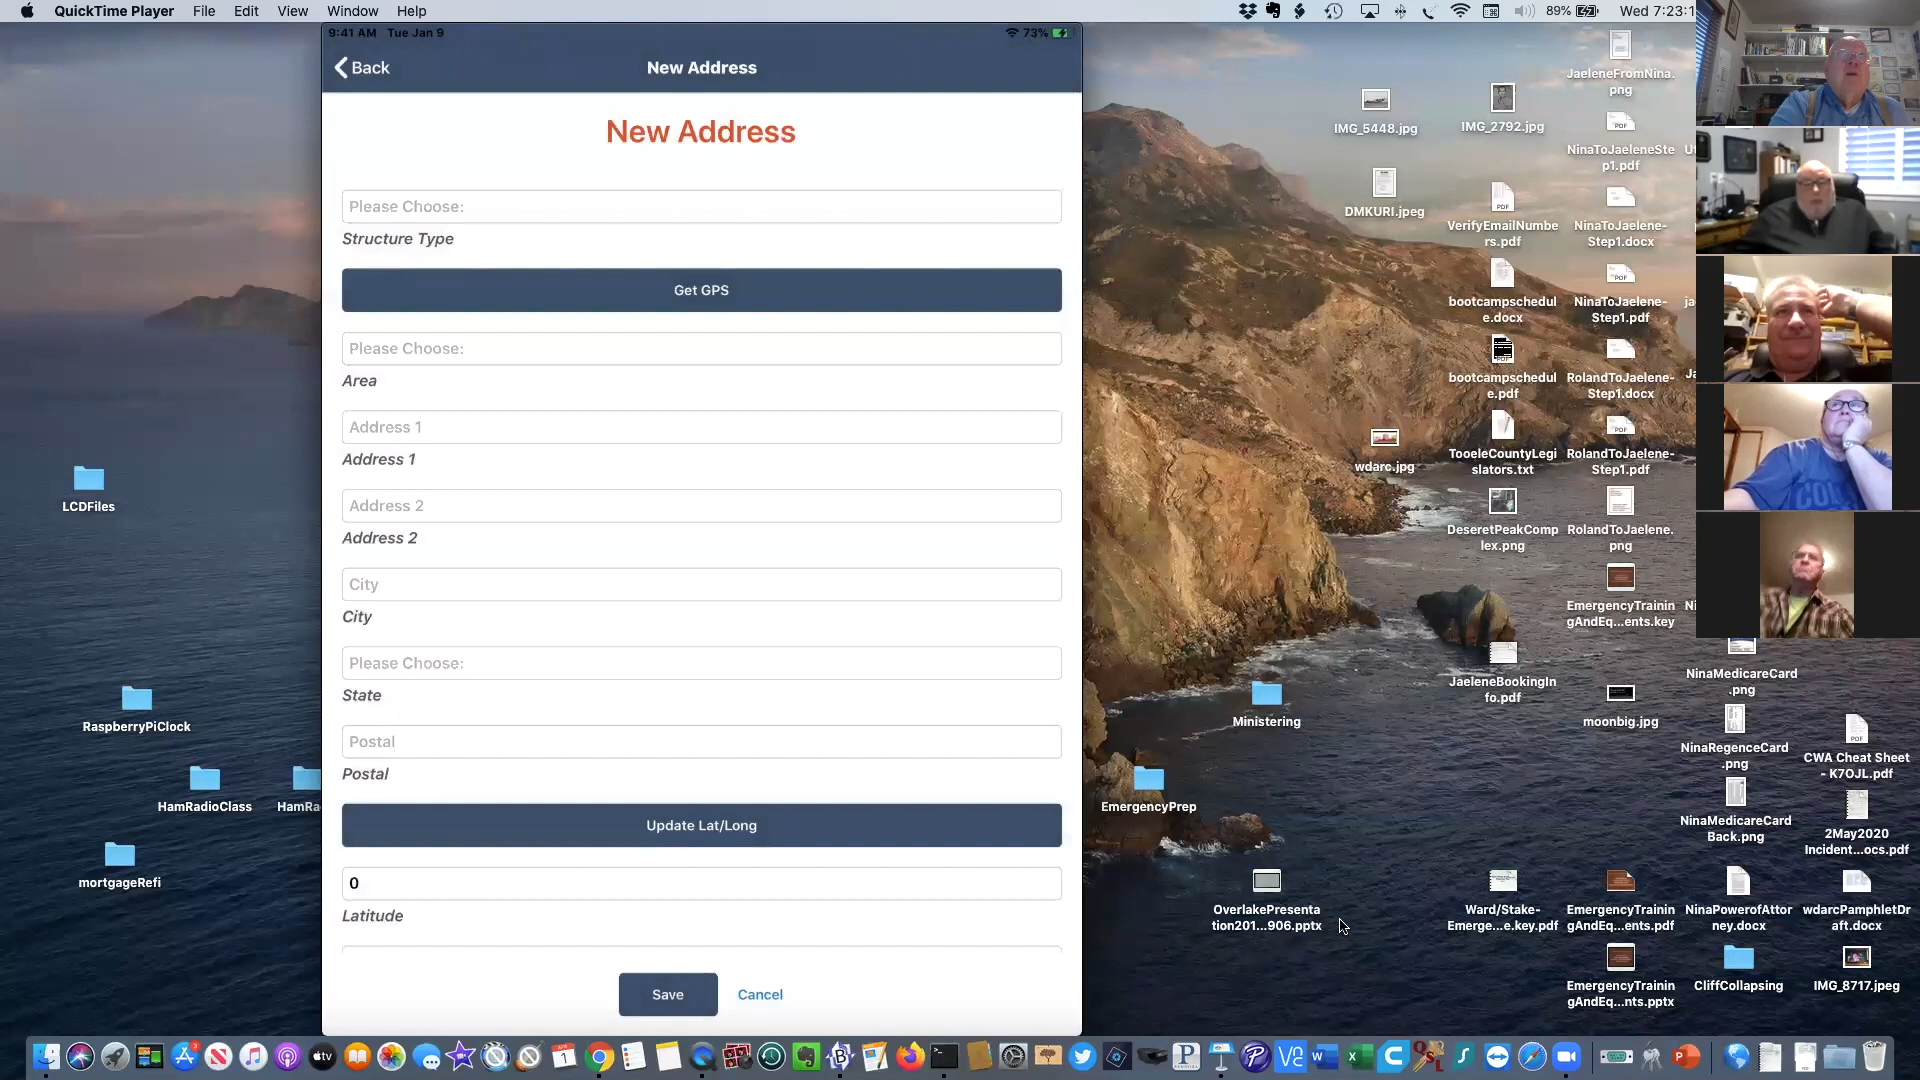 QuickTime Player File Edit View Window Help
89% Wed 7:23:1
9:41 AM Tue Jan 9
73%
Back
New Address
New Address
Please Choose:
Structure Type
Get GPS
Please Choose:
Area
Address 1
Address 1
Address 2
Address 2
City
City
Please Choose:
State
Postal
Postal
Update Lat/Long
0
Latitude
Save
Cancel
LCDFiles
RaspberryPiClock
HamRadioClass
HamRa
mortgageRefi
IMG_5448.jpg
IMG_2792.jpg
JaeleneFromNina.
png
DMKURI.jpeg
PDF
VerifyEmailNumbe
rs.pdf
PDF
NinaToJaeleneSte
p1.pdf
NinaToJaelene-
Step1.docx
bootcampschedul
e.docx
PDF
NinaToJaelene-
Step1.pdf
bootcampschedul
e.pdf
RolandToJaelene-
Step1.docx
wdarc.jpg
TooeleCountyLegi
slators.txt
PDF
RolandToJaelene-
Step1.pdf
DeseretPeakComp
lex.png
RolandToJaelene.
png
EmergencyTrainin
gAndEq...ents.key
JaeleneBookingIn
fo.pdf
Ministering
moonbig.jpg
NinaMedicareCard
.png
NinaRegenceCard
.png
PDF
CWA Cheat Sheet
- K7OJL.pdf
EmergencyPrep
NinaMedicareCard
Back.png
2May2020
Incident...ocs.pdf
OverlakePresenta
tion201...906.pptx
Ward/Stake-
Emerge...e.key.pdf
EmergencyTrainin
gAndEq...ents.pdf
NinaPowerofAttor
ney.docx
wdarcPamphletDr
aft.docx
EmergencyTrainin
gAndEq...nts.pptx
CliffCollapsing
IMG_8717.jpeg